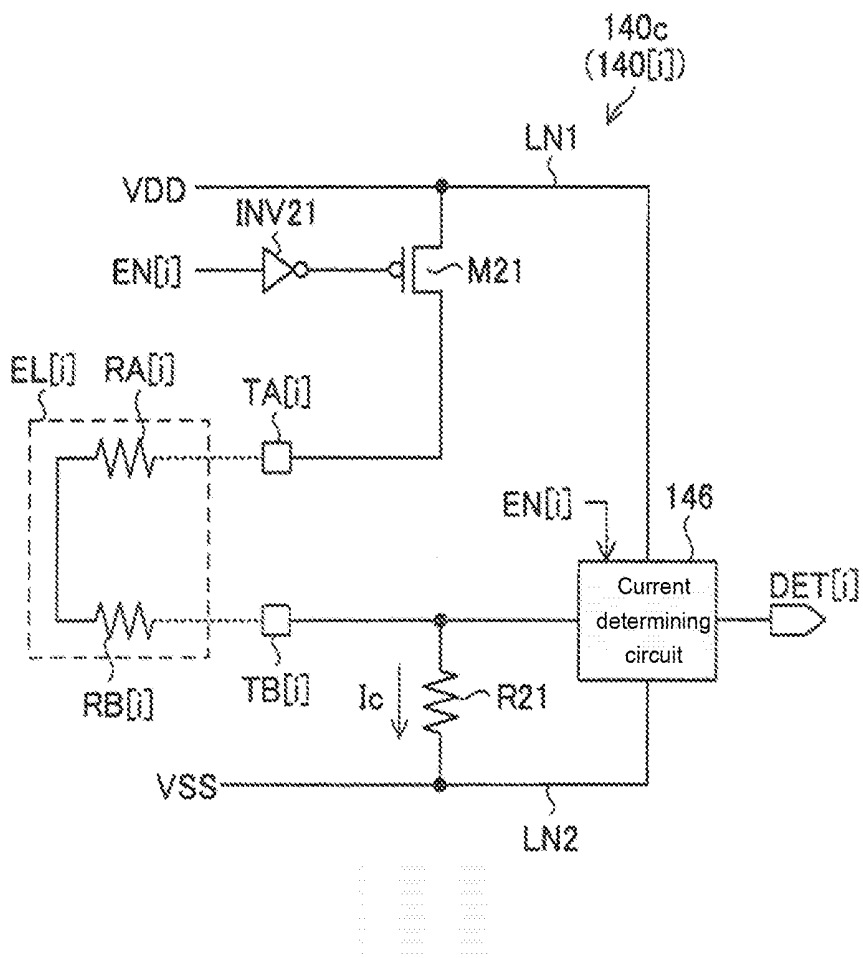 140c
(140[i])
LN1
VDD
INV21
EN[i]
M21
EL[i]
RA[i]
TA[i]
EN[i]
146
Current
determining
circuit
DET[i]
RB[i]
TB[i]
Ic
R21
VSS
LN2